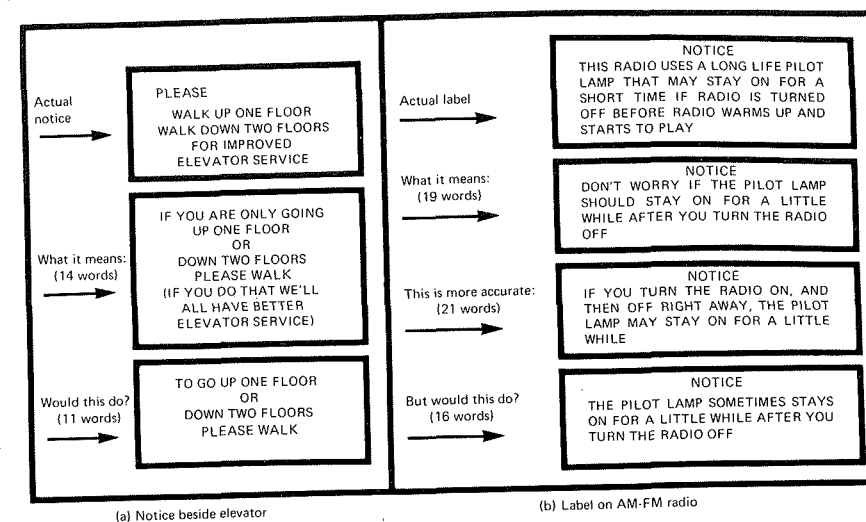 Actual
notice
PLEASE
WALK UP ONE FLOOR
WALK DOWN TWO FLOORS
FOR IMPROVED
ELEVATOR SERVICE
What it means:
(14 words)
IF YOU ARE ONLY GOING
UP ONE FLOOR
OR
DOWN TWO FLOORS
PLEASE WALK
(IF YOU DO THAT WE'LL
ALL HAVE BETTER
ELEVATOR SERVICE)
Would this do?
(11 words)
TO GO UP ONE FLOOR
OR
DOWN TWO FLOORS
PLEASE WALK
(a) Notice beside elevator
Actual label
NOTICE
THIS RADIO USES A LONG LIFE PILOT
LAMP THAT MAY STAY ON FOR A
SHORT TIME IF RADIO IS TURNED
OFF BEFORE RADIO WARMS UP AND
STARTS TO PLAY
What it means:
(19 words)
NOTICE
DON'T WORRY IF THE PILOT LAMP
SHOULD STAY ON FOR A LITTLE
WHILE AFTER YOU TURN THE RADIO
OFF
This is more accurate:
(21 words)
NOTICE
IF YOU TURN THE RADIO ON, AND
THEN OFF RIGHT AWAY, THE PILOT
LAMP MAY STAY ON FOR A LITTLE
WHILE
But would this do?
(16 words)
NOTICE
THE PILOT LAMP SOMETIMES STAYS
ON FOR A LITTLE WHILE AFTER YOU
TURN THE RADIO OFF
(b) Label on AM-FM radio